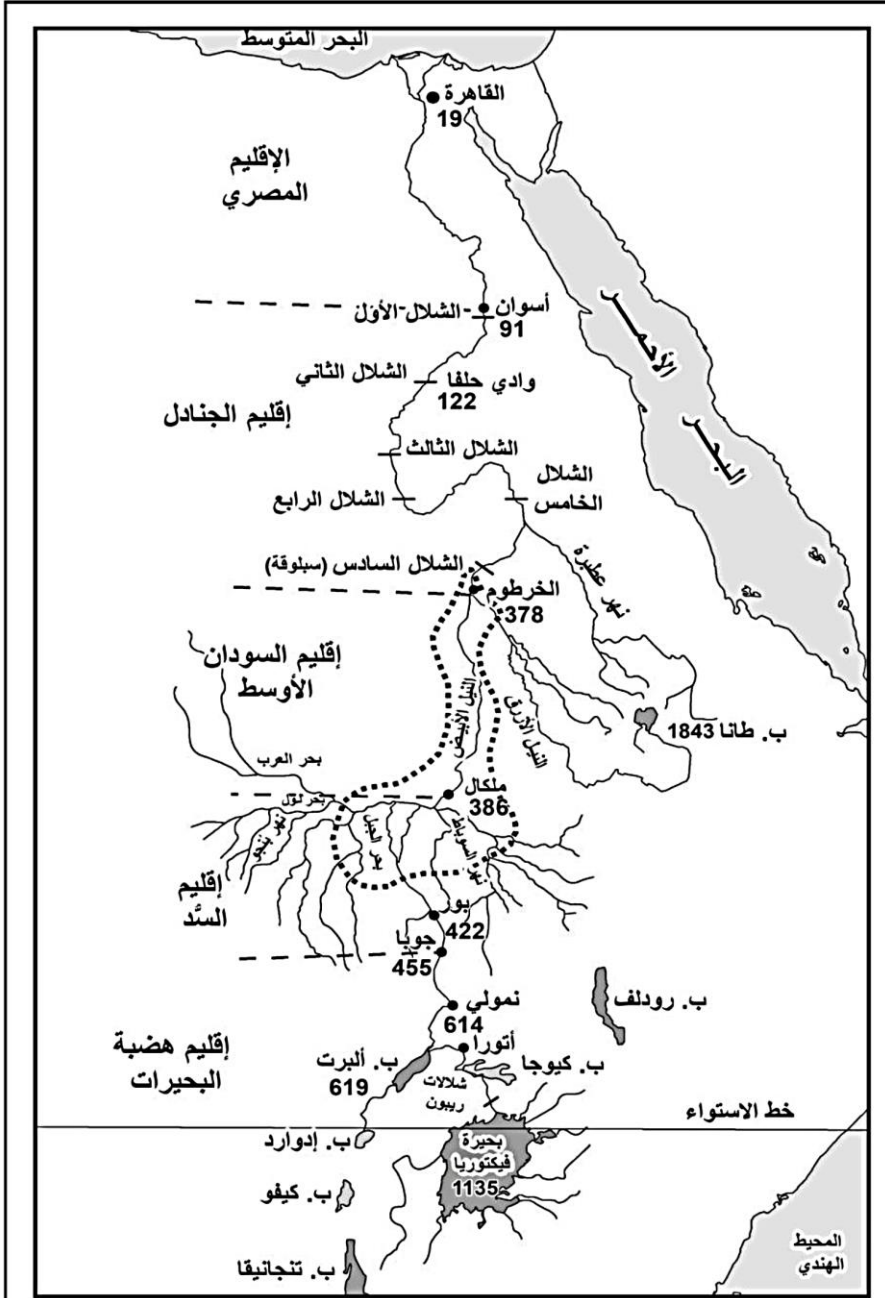 البحر المتوسط
القاهرة
19
الإقليم
المصري
أسوان
91
الشلال الأول
الشلال الثاني
وادي حلفا
122
إقليم الجنادل
الشلال الثالث
الشلال
الخامس
الشلال الرابع
البحر الأحمر
الشلال السادس (سبلوقة)
الخرطوم
378
نهر عطبرة
إقليم السودان
الأوسط
النيل الأبيض
النيل الأزرق
ب. طانا 1843
بحر العرب
ملكال
386
بحر الجبل
نهر السوباط
إقليم
السَّد
بور
422
جوبا
455
نمولي
614
ب. رودلف
أتورا
إقليم هضبة
البحيرات
ب. ألبرت
619
ب. كيوجا
شلالات
ريبون
خط الاستواء
ب. إدوارد
بحيرة
فيكتوريا
1135
ب. كيفو
المحيط
الهندي
ب. تنجانيقا